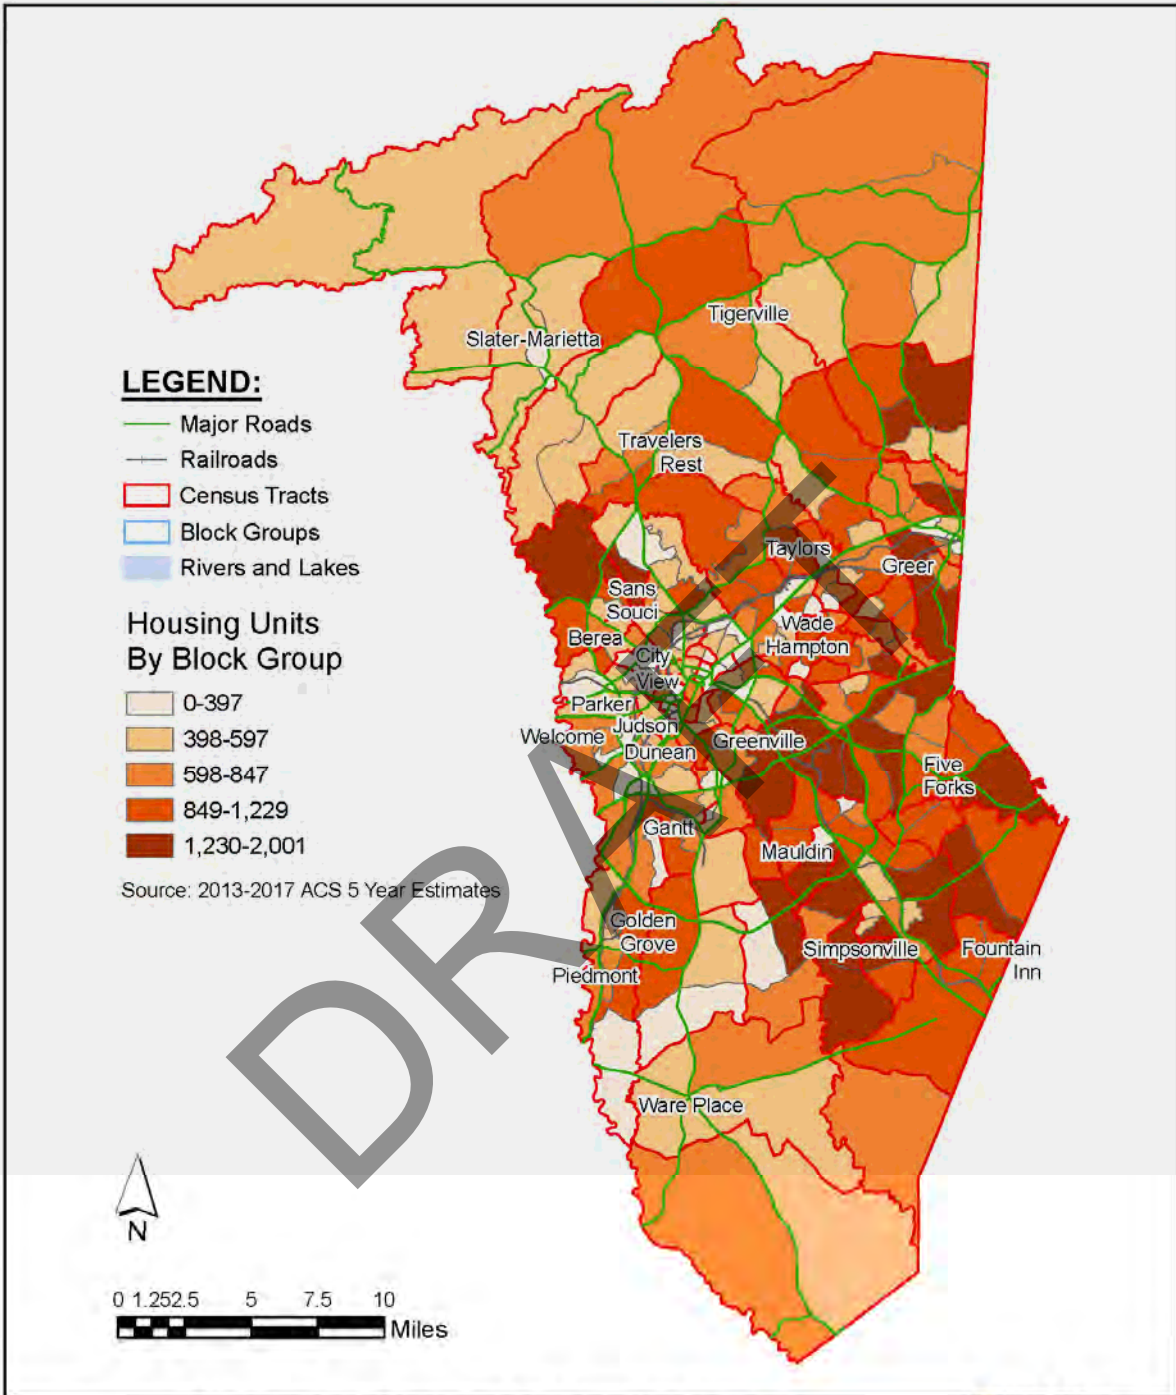 Tigerville
Slater-Marietta
LEGEND:
Major Roads
Railroads
Census Tracts
Block Groups
Rivers and Lakes
Travelers
Rest
Taylors
Greer
Sans
Souci
Berea
Wade
Hampton
City
View
Parker
Judson
Welcome
Dunean
Greenville
Five
Forks
Housing Units
By Block Group
0-397
398-597
598-847
849-1,229
1,230-2,001
Source: 2013-2017 ACS 5 Year Estimates
Gantt
Mauldin
Golden
Grove
Piedmont
Simpsonville
Fountain
Inn
Ware Place
DRAFT
N
0 1.252.5 5 7.5 10
Miles